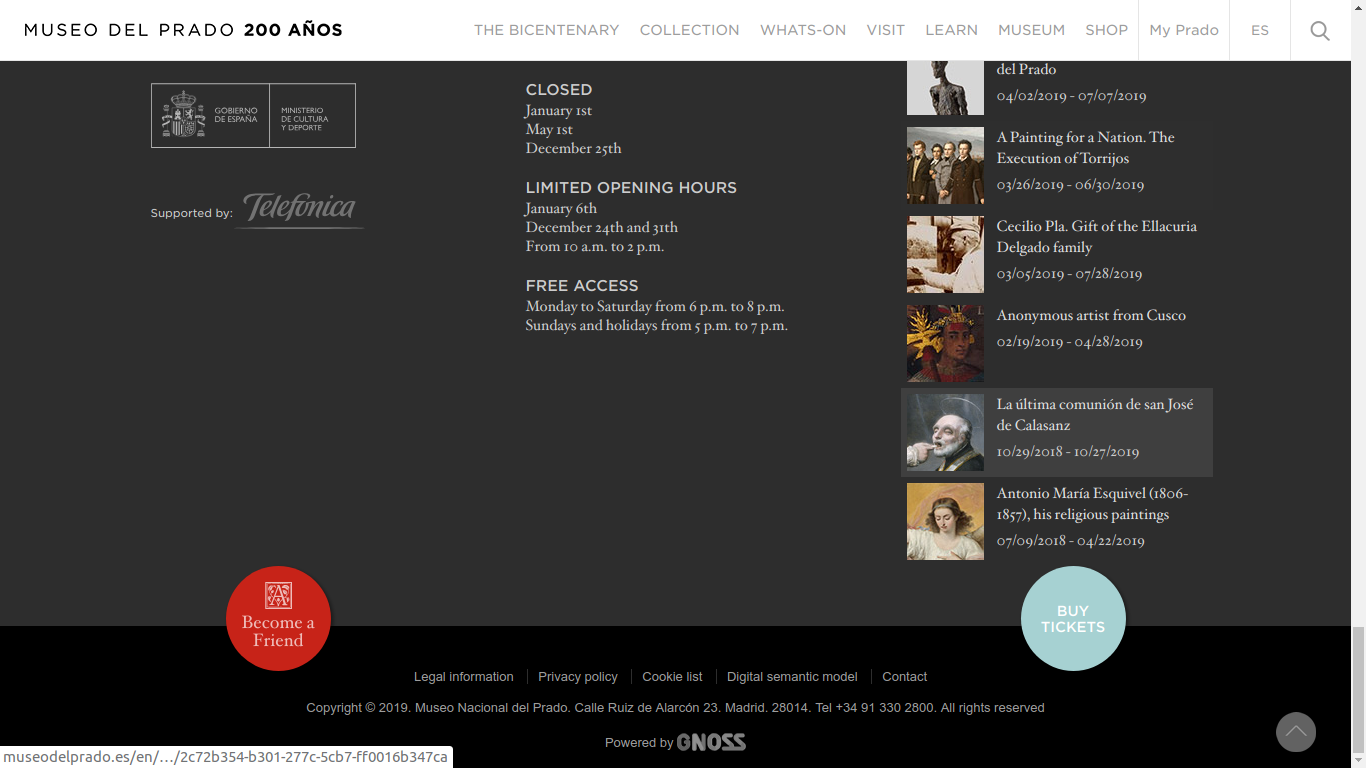 MUSEO DEL PRADO 200 AÑOS
THE BICENTENARY
COLLECTION
WHATS-ON
VISIT
LEARN
MUSEUM
SHOP
My Prado
ES
GOBIERNO
DE ESPAÑA
MINISTERIO
DE CULTURA
Y DEPORTE
Supported by: Telefónica
CLOSED
January 1st
May 1st
December 25th
LIMITED OPENING HOURS
January 6th
December 24th and 31th
From 10 a.m. to 2 p.m.
FREE ACCESS
Monday to Saturday from 6 p.m. to 8 p.m.
Sundays and holidays from 5 p.m. to 7 p.m.
del Prado
04/02/2019 - 07/07/2019
A Painting for a Nation. The
Execution of Torrijos
03/26/2019 - 06/30/2019
Cecilio Pla. Gift of the Ellacuria
Delgado family
03/05/2019 - 07/28/2019
Anonymous artist from Cusco
02/19/2019 - 04/28/2019
La última comunión de san José
de Calasanz
10/29/2018 - 10/27/2019
Antonio María Esquivel (1806-
1857), his religious paintings
07/09/2018 - 04/22/2019
Become a
Friend
BUY
TICKETS
Legal information
Privacy policy
Cookie list
Digital semantic model
Contact
Copyright © 2019. Museo Nacional del Prado. Calle Ruiz de Alarcón 23. Madrid. 28014. Tel +34 91 330 2800. All rights reserved
Powered by GNOSS
museodelprado.es/en/…/2c72b354-b301-277c-5cb7-ff0016b347ca